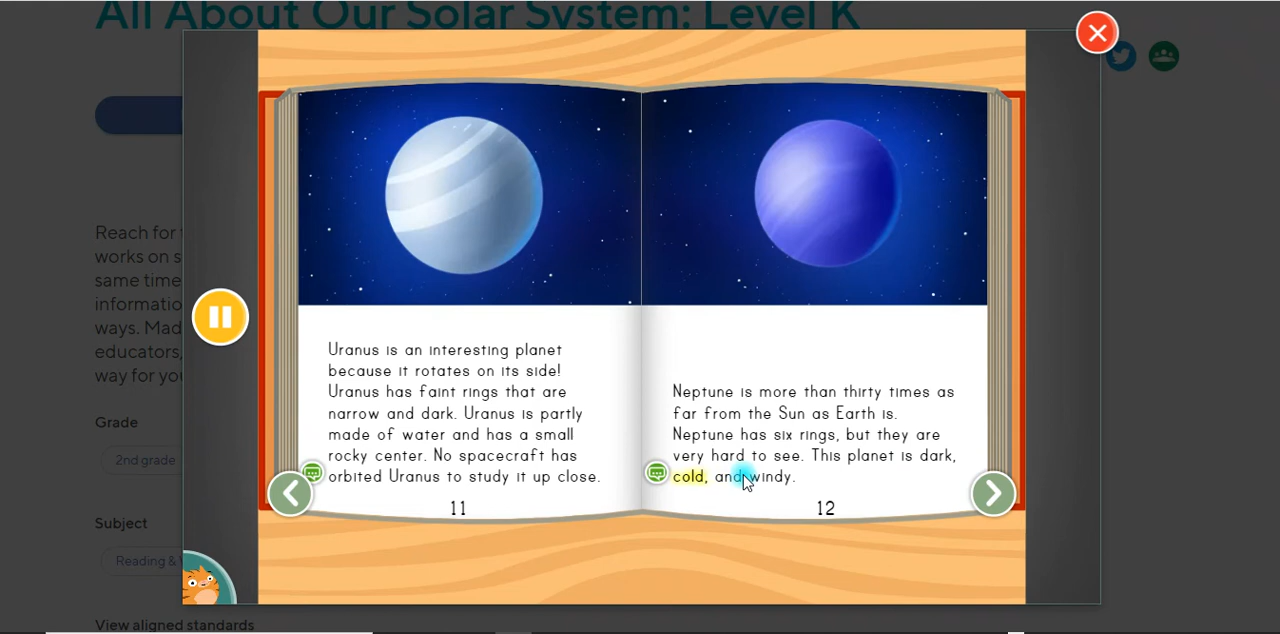 All About Our Solar System: Level K
Reach for
works on s
same time
information
ways. Mad
educators,
way for you
Grade
2nd grade
Subject
Reading &
View aligned standards
Uranus is an interesting planet
because it rotates on its side!
Uranus has faint rings that are
narrow and dark. Uranus is partly
made of water and has a small
rocky center. No spacecraft has
orbited Uranus to study it up close.
11
Neptune is more than thirty times as
far from the Sun as Earth is.
Neptune has six rings, but they are
very hard to see. This planet is dark,
cold, and windy.
12